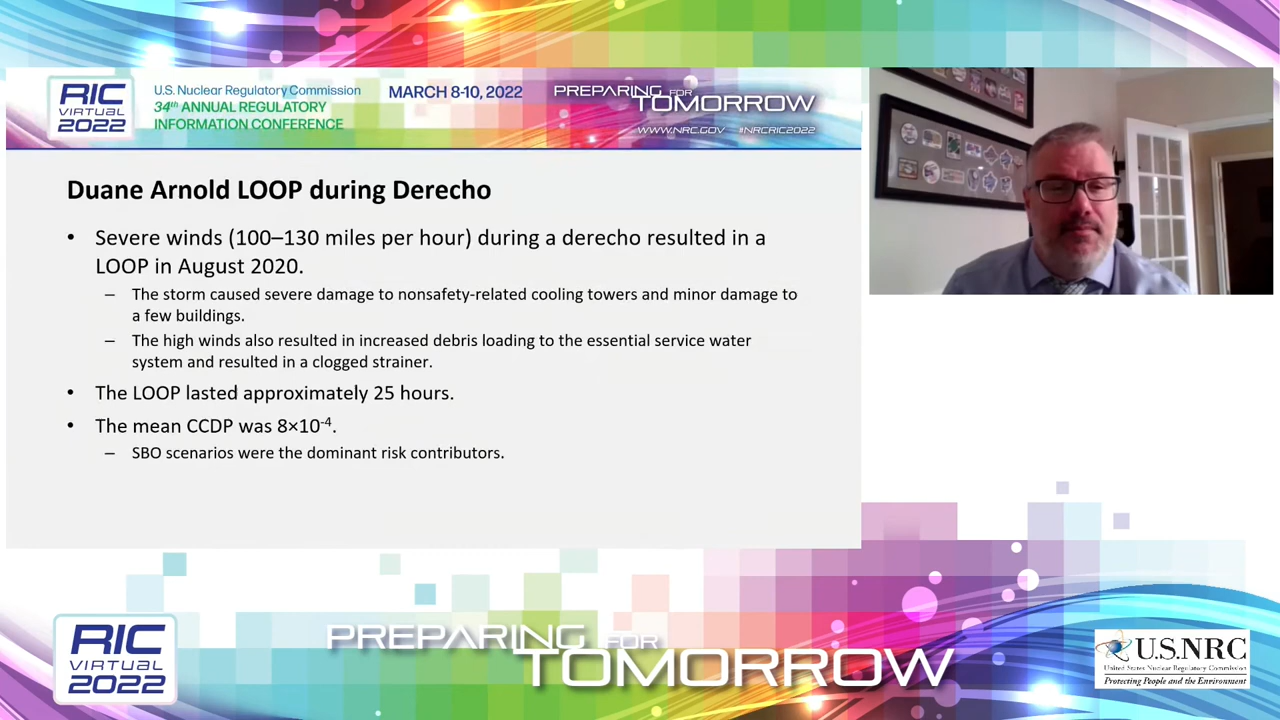 RIC
VIRTUAL
2022
U.S. Nuclear Regulatory Commission
34th ANNUAL REGULATORY
INFORMATION CONFERENCE
MARCH 8-10, 2022
PREPARING FOR
TOMORROW
WWW.NRC.GOV #NRCRIC2022
Duane Arnold LOOP during Derecho
• Severe winds (100–130 miles per hour) during a derecho resulted in a
LOOP in August 2020.
– The storm caused severe damage to nonsafety-related cooling towers and minor damage to
a few buildings.
– The high winds also resulted in increased debris loading to the essential service water
system and resulted in a clogged strainer.
• The LOOP lasted approximately 25 hours.
• The mean CCDP was 8×10-4.
– SBO scenarios were the dominant risk contributors.
RIC
VIRTUAL
2022
PREPARING FOR
TOMORROW
U.S.NRC
United States Nuclear Regulatory Commission
Protecting People and the Environment